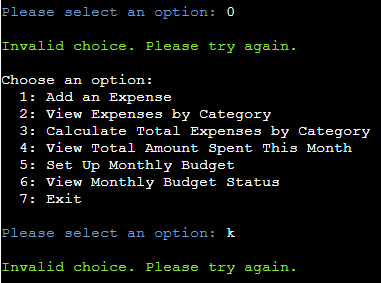 Please select an option: 0
Invalid choice. Please try again.
Choose an option:
1: Add an Expense
2: View Expenses by Category
3: Calculate Total Expenses by Category
4: View Total Amount Spent This Month
5: Set Up Monthly Budget
6: View Monthly Budget Status
7: Exit
Please select an option: k
Invalid choice. Please try again.